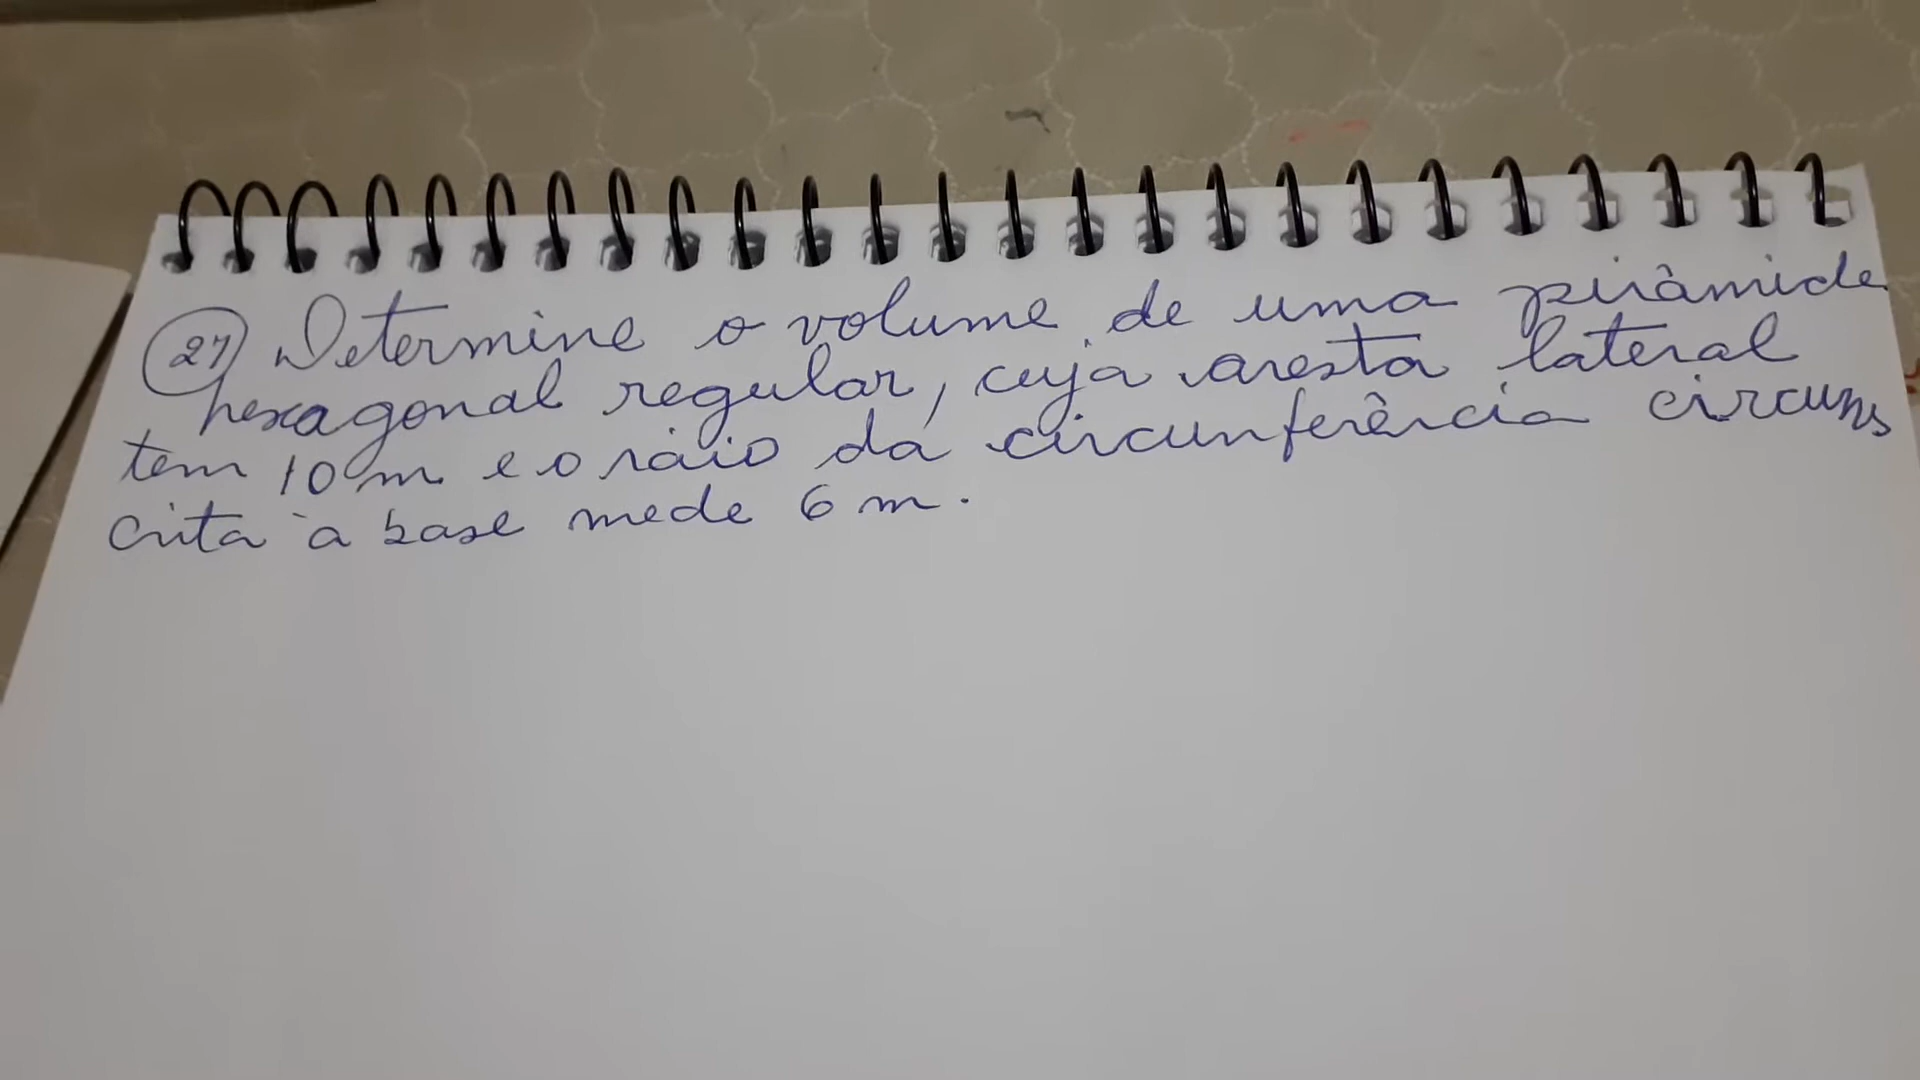 27 Determine o volume de uma pirâmide
hexagonal regular, cuja aresta lateral
tem 10 m e o raio da circunferência circuns
crita à base mede 6 m.